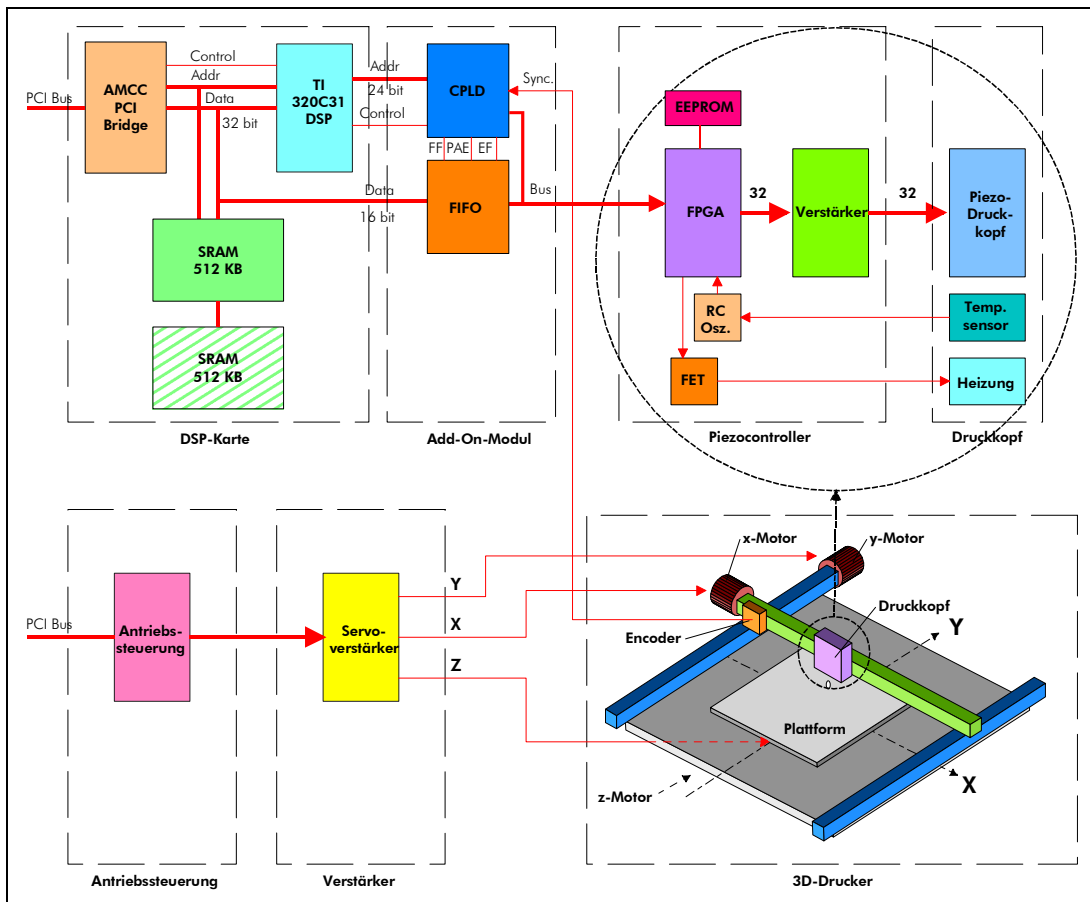 PCI Bus
AMCC
PCI
Bridge
Control
Addr
Data
32 bit
TI
320C31
DSP
Addr
24 bit
Control
CPLD
Sync.
FF
PAE
EF
Data
16 bit
FIFO
Bus
SRAM
512 KB
SRAM
512 KB
DSP-Karte
Add-On-Modul
EEPROM
FPGA
32
Verstärker
32
Piezo-
Druck-
kopf
RC
Osz.
Temp.
sensor
FET
Heizung
Piezocontroller
Druckkopf
PCI Bus
Antriebs-
steuerung
Servo-
verstärker
Y
X
Z
x-Motor
y-Motor
Druckkopf
Encoder
Y
Plattform
X
z-Motor
Antriebssteuerung
Verstärker
3D-Drucker